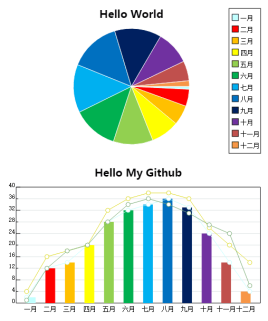 Hello World
一月
二月
三月
四月
五月
六月
七月
八月
九月
十月
十一月
十二月
Hello My Github
40
36
32
28
24
20
16
12
8
4
0
一月 二月 三月 四月 五月 六月 七月 八月 九月 十月 十一月 十二月